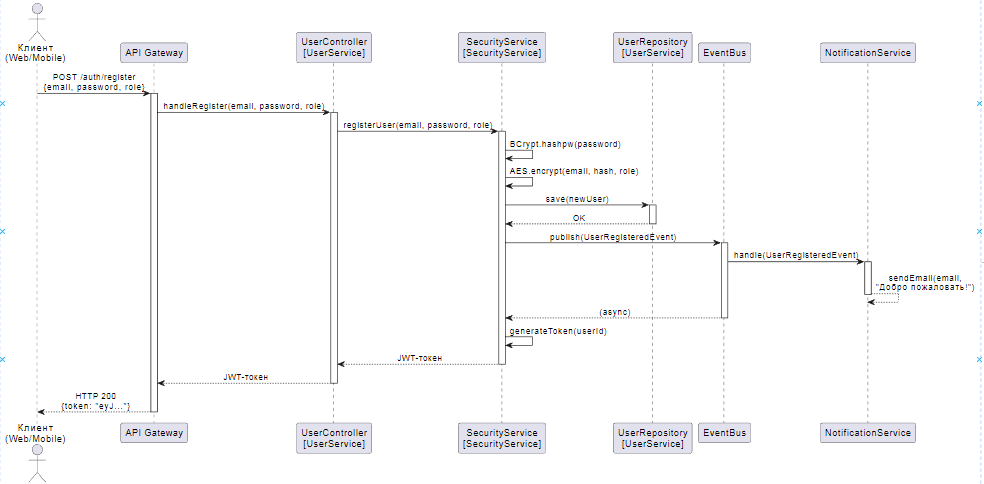 Клиент
(Web/Mobile)
API Gateway
UserController
[UserService]
SecurityService
[SecurityService]
UserRepository
[UserService]
EventBus
NotificationService
POST /auth/register
{email, password, role}
handleRegister(email, password, role)
registerUser(email, password, role)
BCrypt.hashpw(password)
AES.encrypt(email, hash, role)
save(newUser)
OK
publish(UserRegisteredEvent)
handle(UserRegisteredEvent)
sendEmail(email,
"Добро пожаловать!")
(async)
generateToken(userId)
JWT-токен
JWT-токен
HTTP 200
{token: "eyJ..."}
Клиент
(Web/Mobile)
API Gateway
UserController
[UserService]
SecurityService
[SecurityService]
UserRepository
[UserService]
EventBus
NotificationService